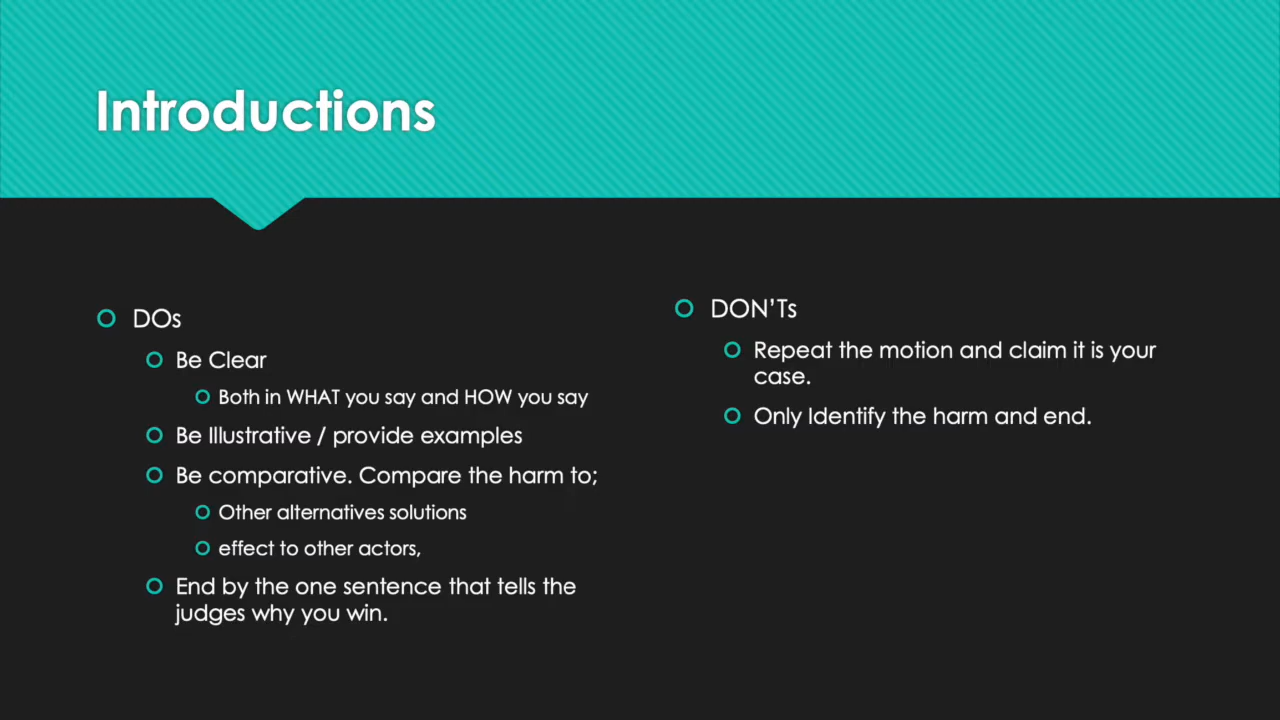 Introductions
DOs
Be Clear
Both in WHAT you say and HOW you say
Be Illustrative / provide examples
Be comparative. Compare the harm to;
Other alternatives solutions
effect to other actors,
End by the one sentence that tells the
judges why you win.
DON’Ts
Repeat the motion and claim it is your
case.
Only Identify the harm and end.